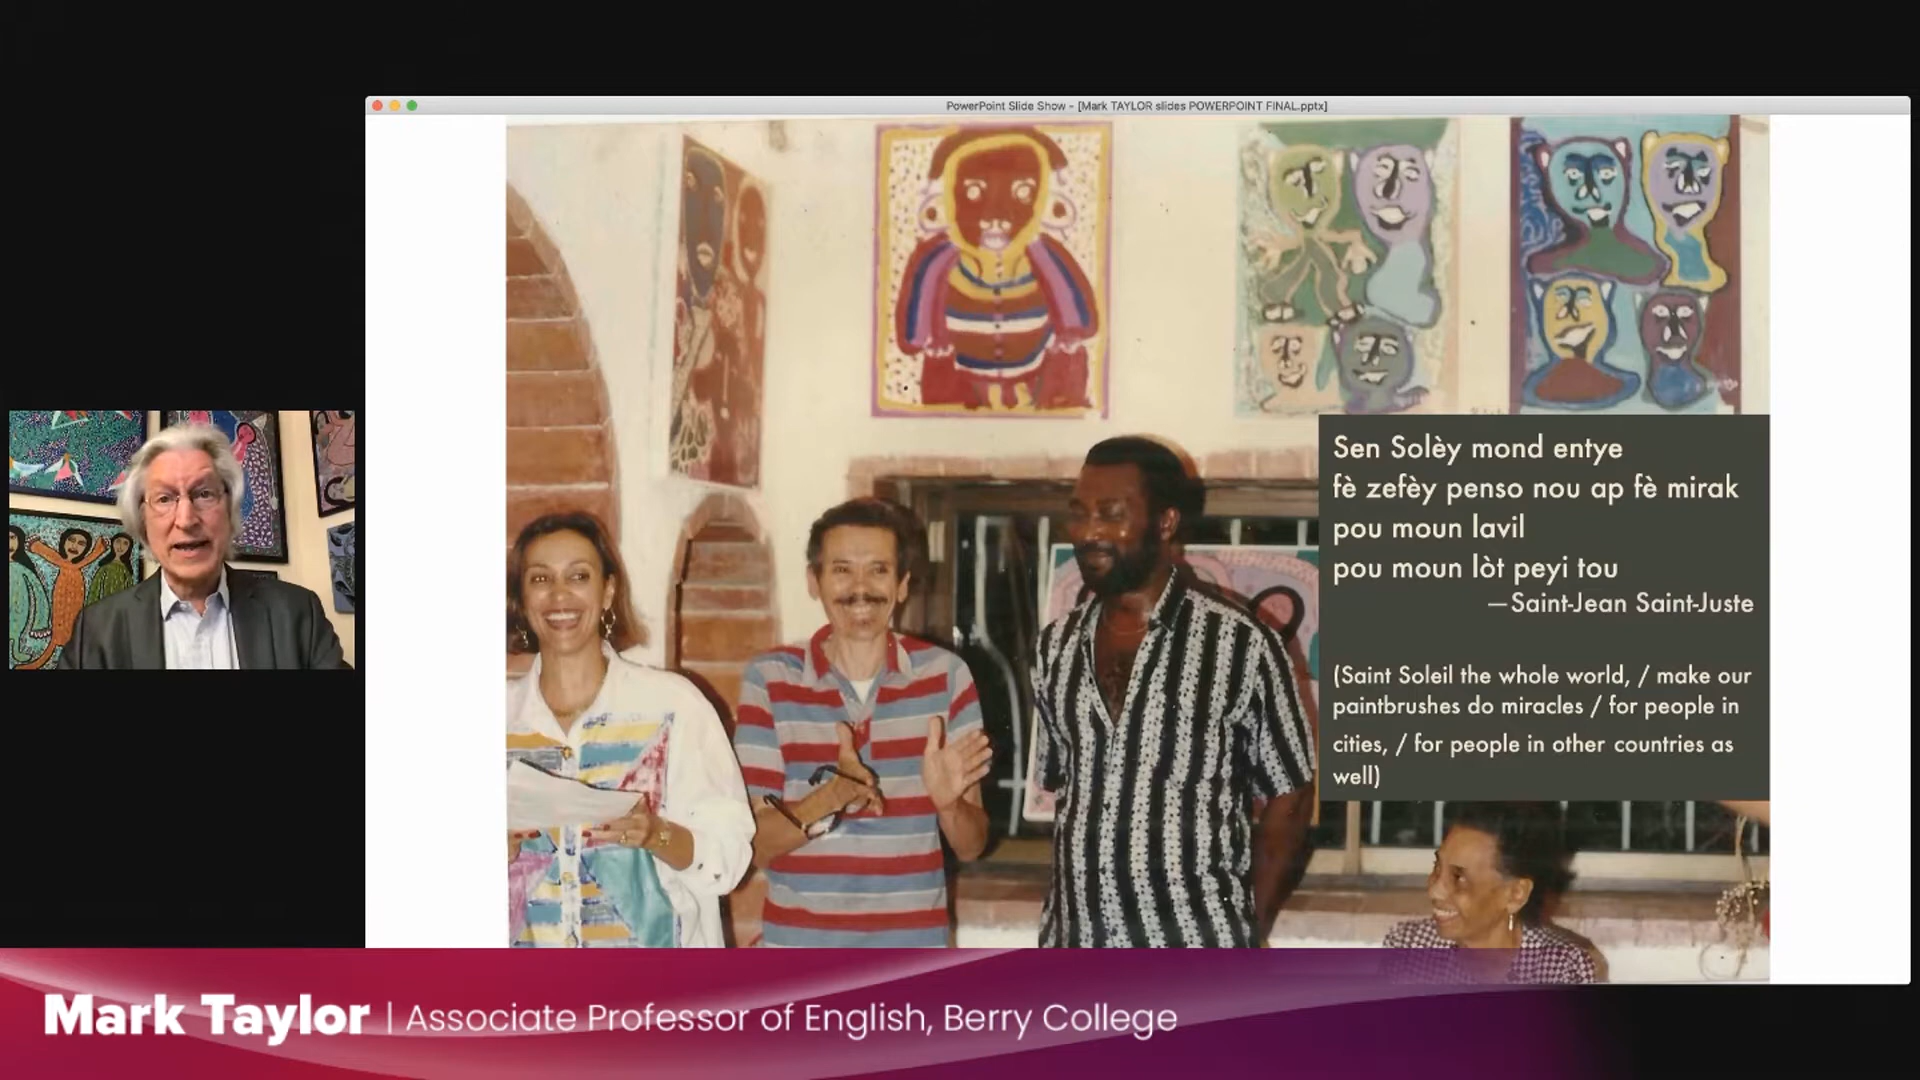 PowerPoint Slide Show - [Mark TAYLOR slides POWERPOINT FINAL.pptx]
Sen Solèy mond entye
fè zefèy penso nou ap fè mirak
pou moun lavil
pou moun lòt peyi tou
—Saint-Jean Saint-Juste
(Saint Soleil the whole world, / make our
paintbrushes do miracles / for people in
cities, / for people in other countries as
well)
Mark Taylor | Associate Professor of English, Berry College